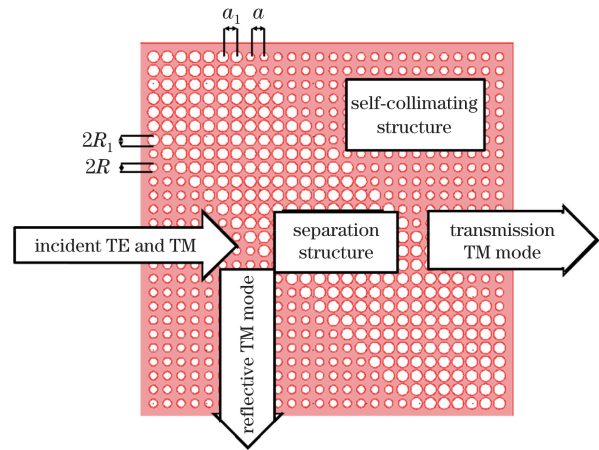 a₁ a
self-collimating
structure
2R₁
2R
incident TE and TM
separation
structure
transmission
TM mode
reflective TM mode